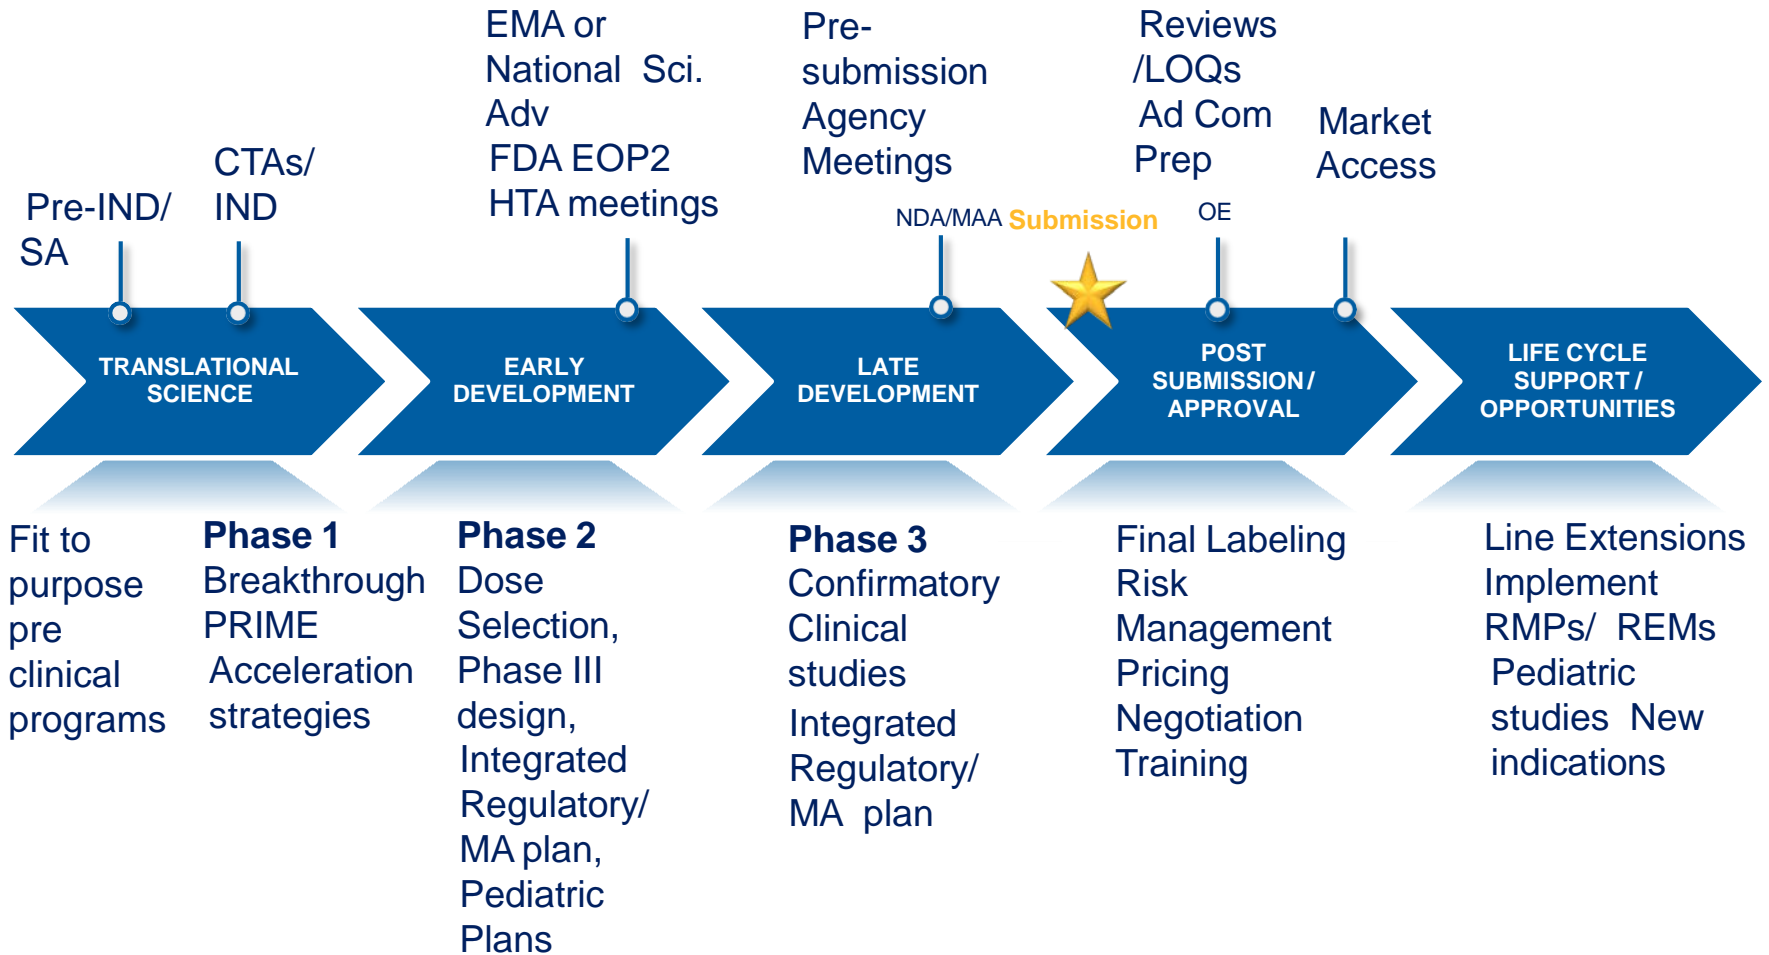 Pre-IND/
SA
CTAs/
IND
EMA or
National Sci.
Adv
FDA EOP2
HTA meetings
Pre-
submission
Agency
Meetings
NDA/MAA Submission
Reviews
/LOQs
Ad Com
Prep
OE
Market
Access
TRANSLATIONAL
SCIENCE
EARLY
DEVELOPMENT
LATE
DEVELOPMENT
POST
SUBMISSION /
APPROVAL
LIFE CYCLE
SUPPORT /
OPPORTUNITIES
Fit to
purpose
pre
clinical
programs
Phase 1
Breakthrough
PRIME
Acceleration
strategies
Phase 2
Dose
Selection,
Phase III
design,
Integrated
Regulatory/
MA plan,
Pediatric
Plans
Phase 3
Confirmatory
Clinical
studies
Integrated
Regulatory/
MA plan
Final Labeling
Risk
Management
Pricing
Negotiation
Training
Line Extensions
Implement
RMPs/ REMs
Pediatric
studies New
indications